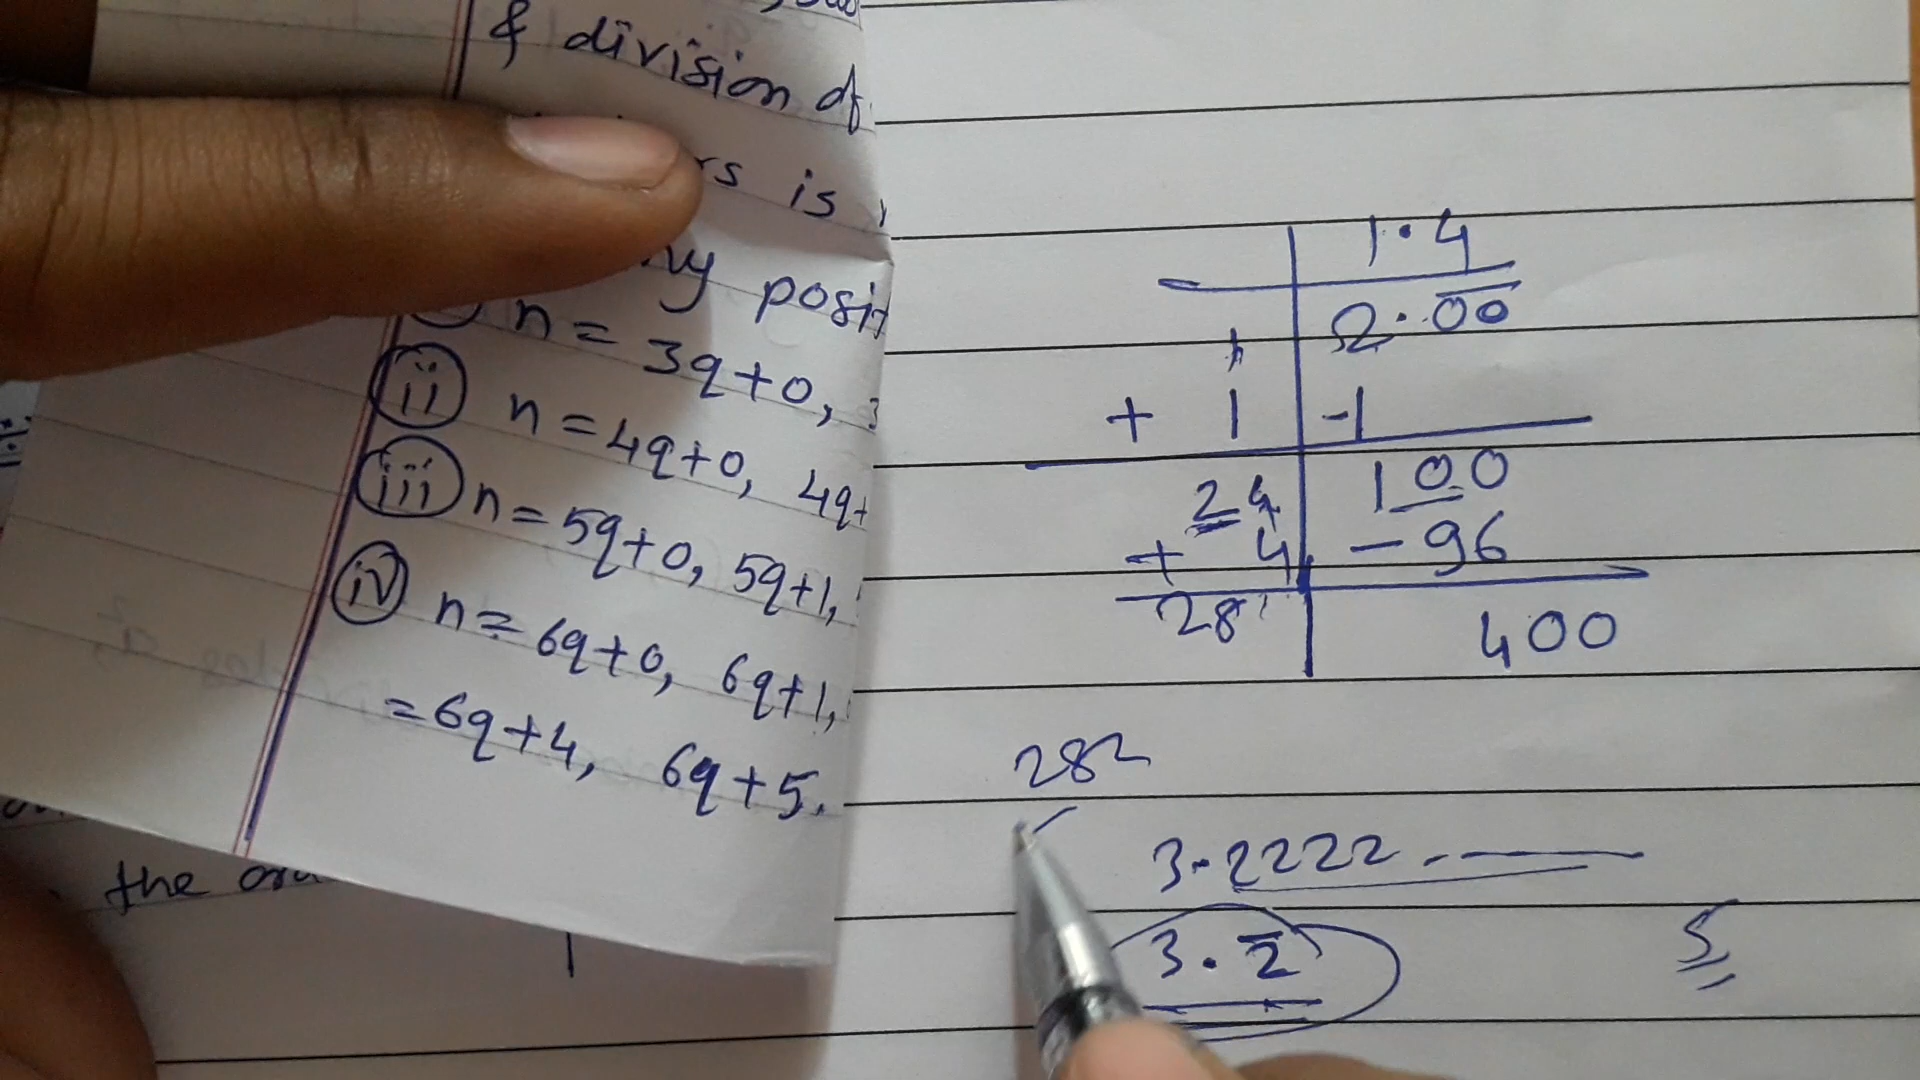 & division of
is
posit
n = 3q+0, 3
(ii) n = 4q+0, 4q+
(iii) n = 5q+0, 5q+1,
(iv) n = 6q+0, 6q+1,
= 6q+4, 6q+5.
the
1.4
2.00
1
+ 1 -1
24 100
+ 4 - 96
28 400
282
3.2222.
3.2̅
5